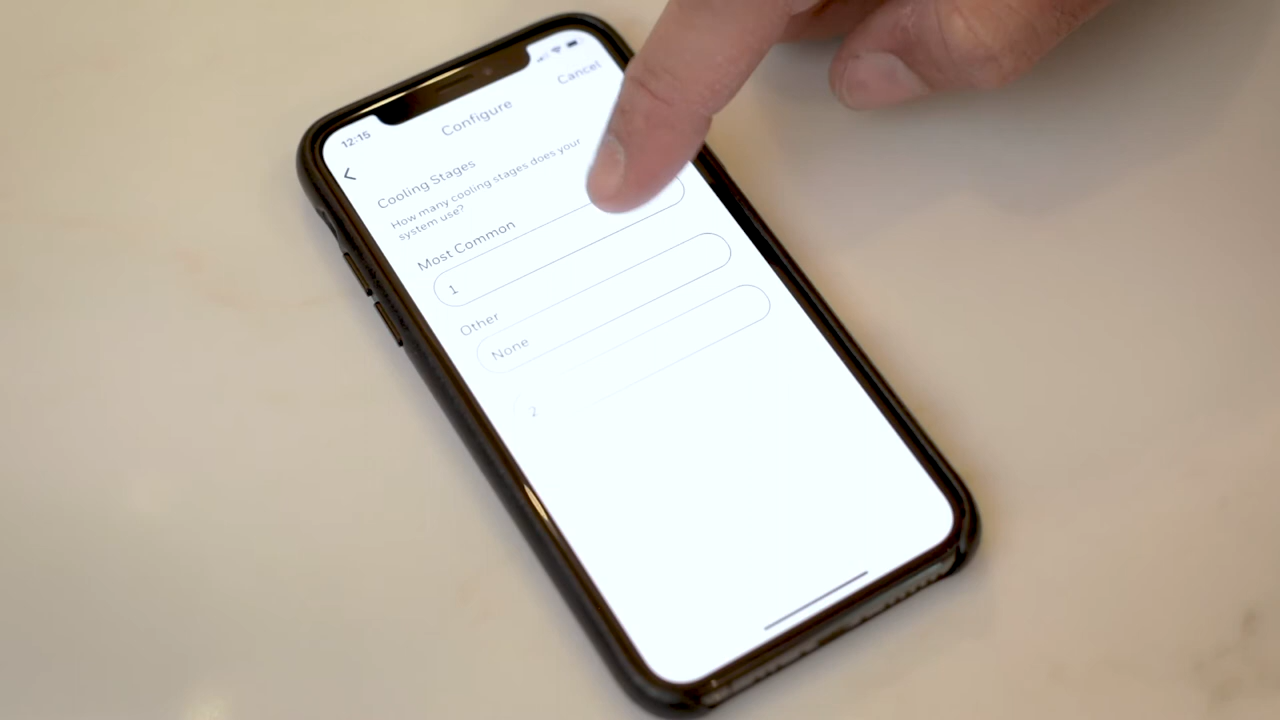 12:15
Cancel
Configure
Cooling Stages
How many cooling stages does your
system use?
Most Common
1
Other
None
2